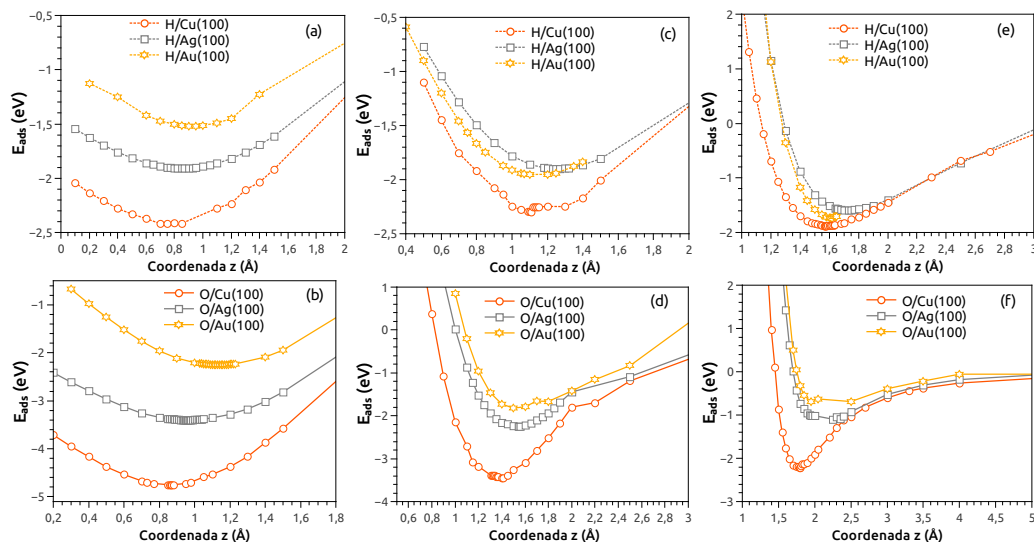 (a)
H/Cu(100)
H/Ag(100)
H/Au(100)
E_ads (eV)
-0,5
-1
-1,5
-2
-2,5
0 0,2 0,4 0,6 0,8 1 1,2 1,4 1,6 1,8 2
Coordenada z (Å)
(c)
H/Cu(100)
H/Ag(100)
H/Au(100)
E_ads (eV)
-0,5
-1
-1,5
-2
-2,5
0,4 0,6 0,8 1 1,2 1,4 1,6 1,8 2
Coordenada z (Å)
(e)
H/Cu(100)
H/Ag(100)
H/Au(100)
E_ads (eV)
2
1
0
-1
-2
1 1,2 1,4 1,6 1,8 2 2,2 2,4 2,6 2,8 3
Coordenada z (Å)
(b)
O/Cu(100)
O/Ag(100)
O/Au(100)
E_ads (eV)
-1
-2
-3
-4
-5
0,2 0,4 0,6 0,8 1 1,2 1,4 1,6 1,8
Coordenada z (Å)
(d)
O/Cu(100)
O/Ag(100)
O/Au(100)
E_ads (eV)
1
0
-1
-2
-3
-4
0,6 0,8 1 1,2 1,4 1,6 1,8 2 2,2 2,4 2,6 2,8 3
Coordenada z (Å)
(f)
O/Cu(100)
O/Ag(100)
O/Au(100)
E_ads (eV)
2
1
0
-1
-2
-3
1 1,5 2 2,5 3 3,5 4 4,5 5
Coordenada z (Å)